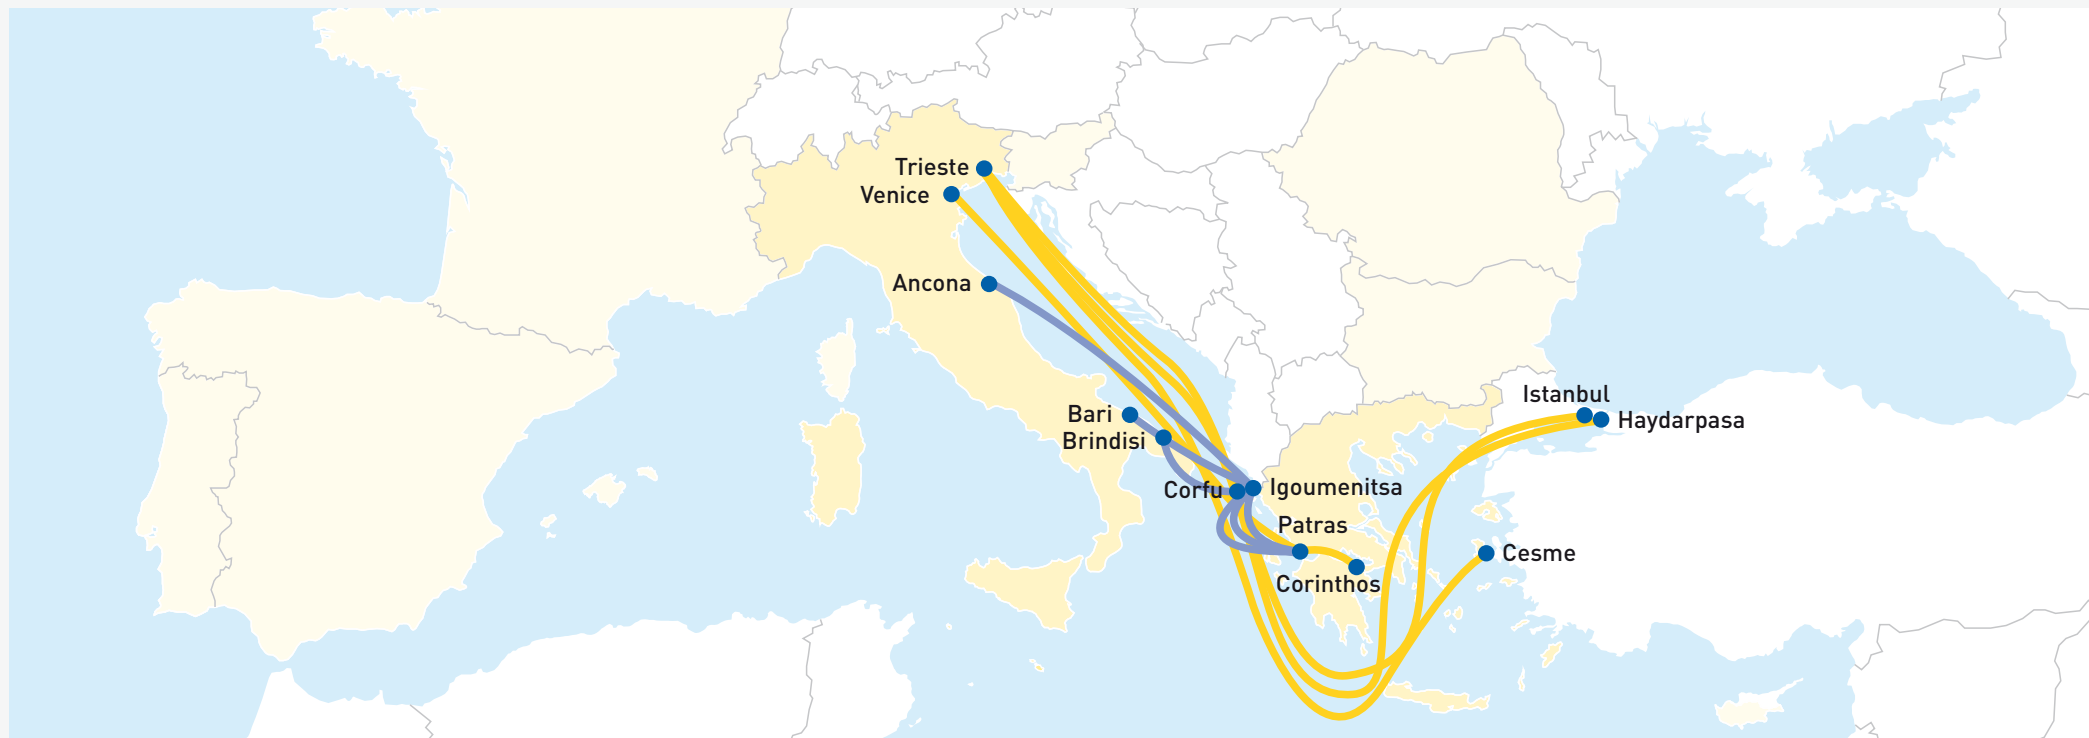 Trieste
Venice
Ancona
Bari
Brindisi
Corfu
Igoumenitsa
Patras
Corinthos
Istanbul
Haydarpasa
Cesme